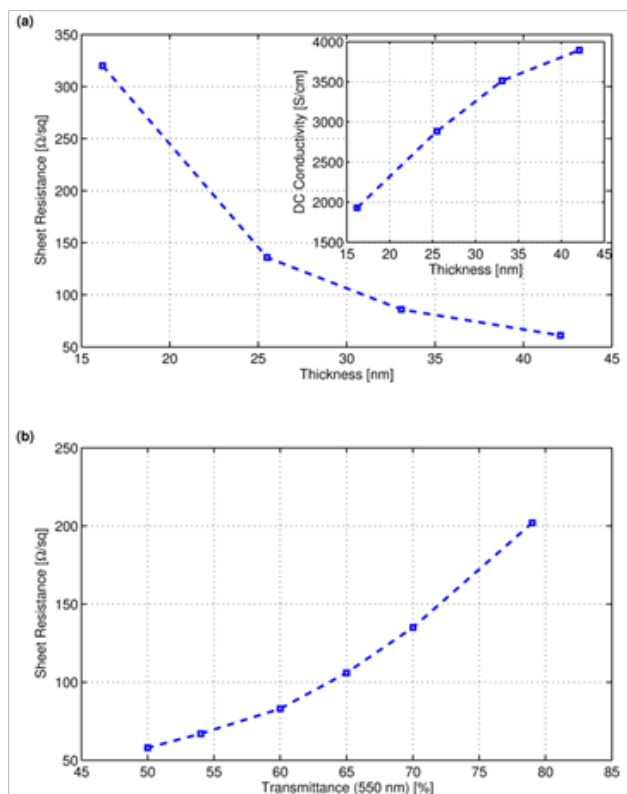 (a)
350
300
250
200
150
100
50
Sheet Resistance [Ω/sq]
15 20 25 30 35 40 45
Thickness [nm]
4000
3500
3000
2500
2000
1500
DC Conductivity [S/cm]
15 20 25 30 35 40 45
Thickness [nm]
(b)
250
200
150
100
50
Sheet Resistance [Ω/sq]
45 50 55 60 65 70 75 80 85
Transmittance (550 nm) [%]